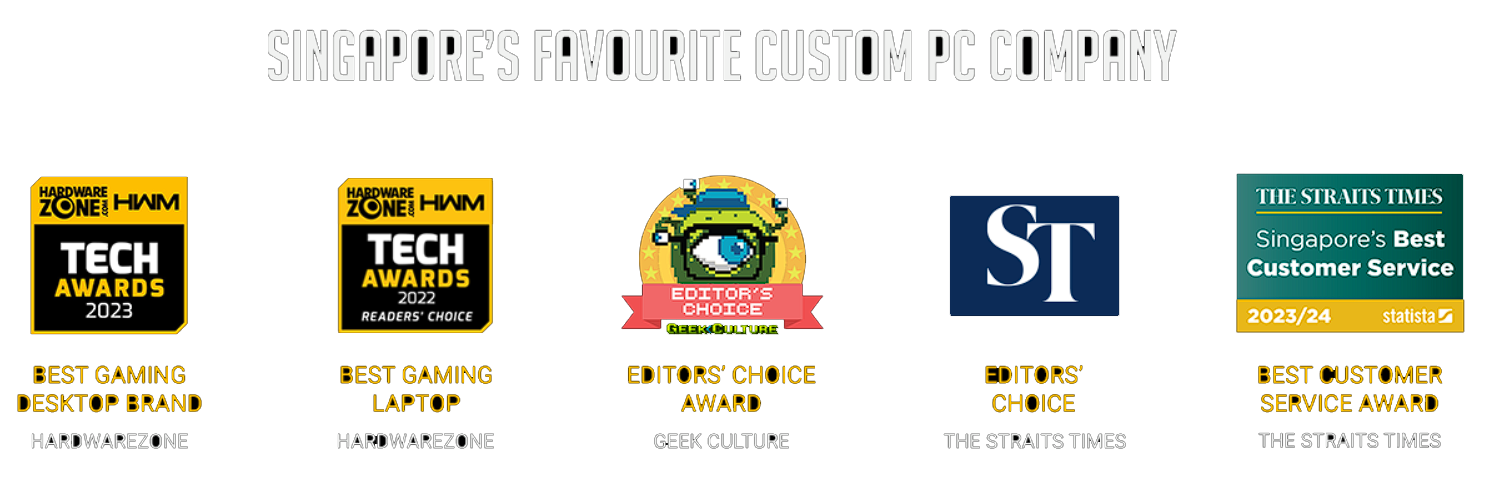 SINGAPORE'S FAVOURITE CUSTOM PC COMPANY
HARDWARE
ZONE.COM HWM
TECH
AWARDS
2023
BEST GAMING
DESKTOP BRAND
HARDWAREZONE
HARDWARE
ZONE.COM HWM
TECH
AWARDS
2022
READERS' CHOICE
BEST GAMING
LAPTOP
HARDWAREZONE
EDITOR'S
CHOICE
GEEK CULTURE
EDITORS' CHOICE
AWARD
GEEK CULTURE
ST
EDITORS'
CHOICE
THE STRAITS TIMES
THE STRAITS TIMES
Singapore's Best
Customer Service
2023/24 statista
BEST CUSTOMER
SERVICE AWARD
THE STRAITS TIMES